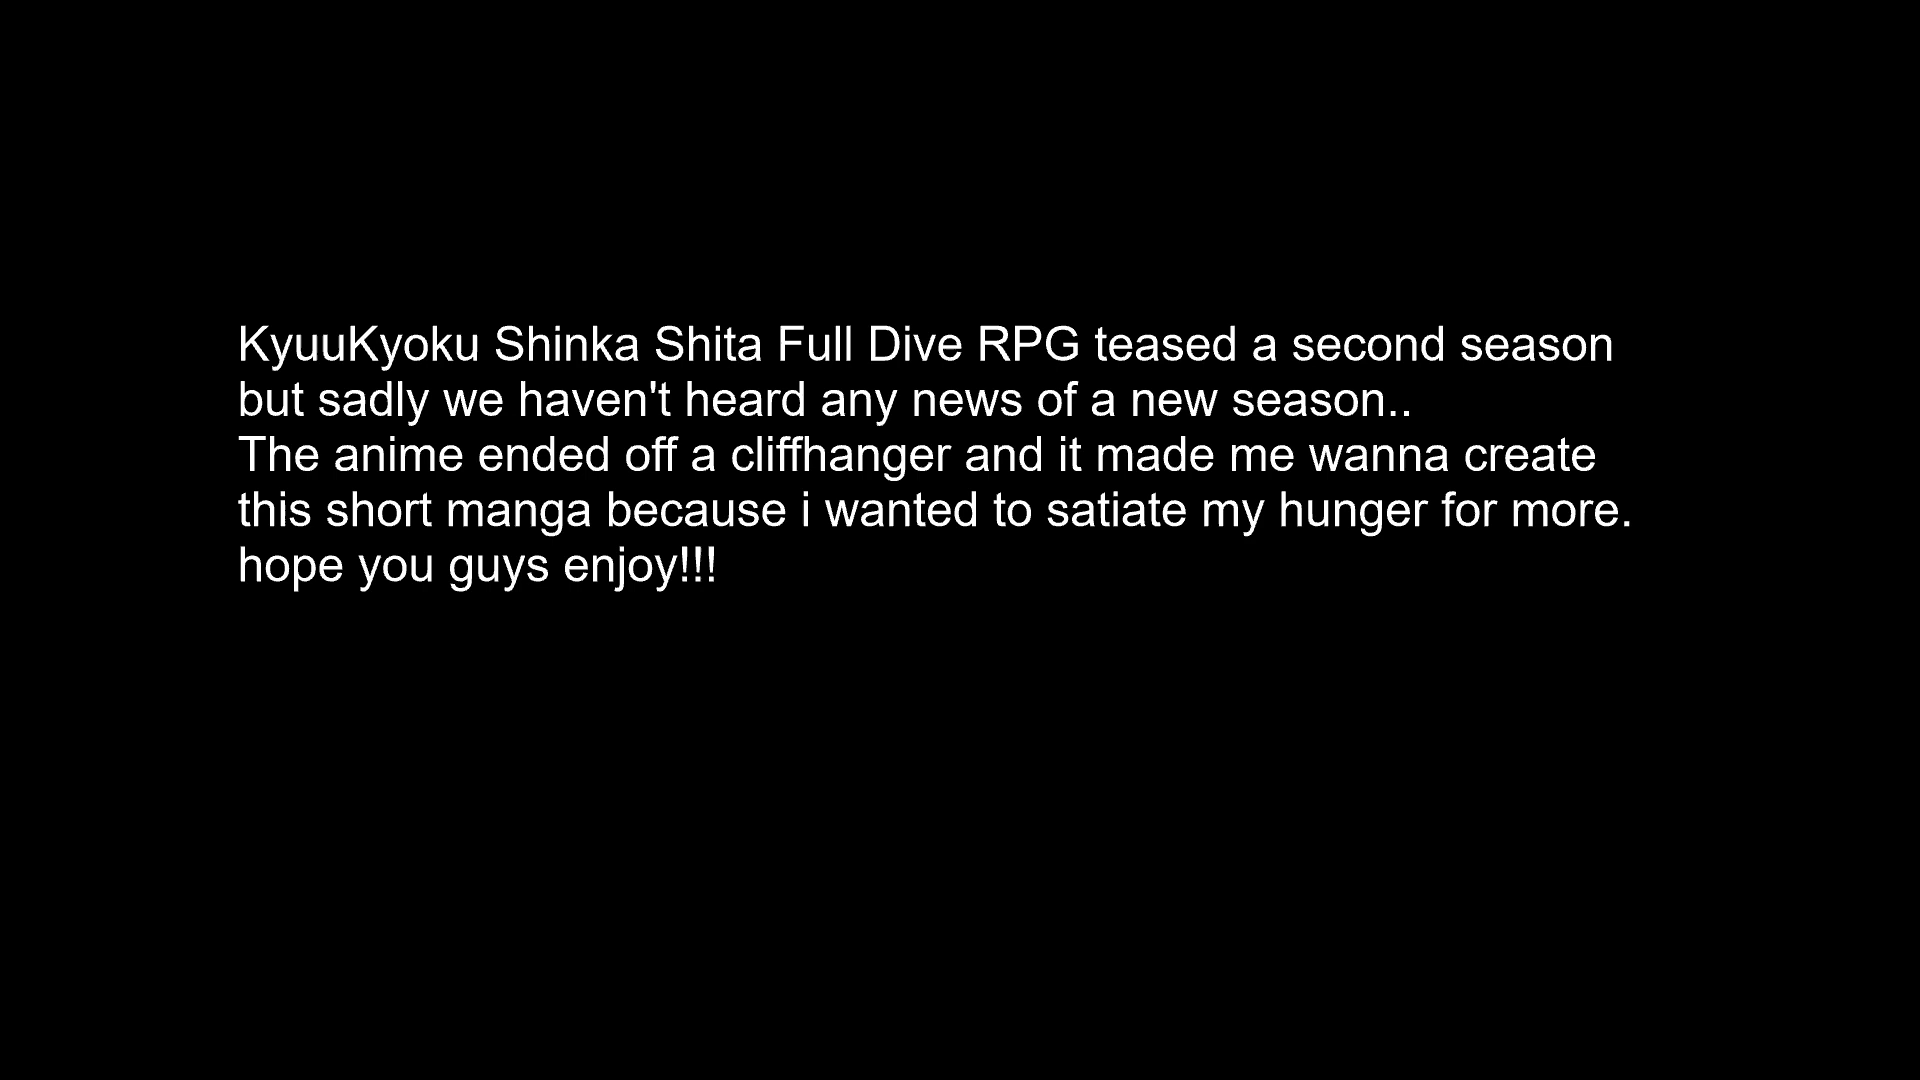 KyuuKyoku Shinka Shita Full Dive RPG teased a second season
but sadly we haven't heard any news of a new season..
The anime ended off a cliffhanger and it made me wanna create
this short manga because i wanted to satiate my hunger for more.
hope you guys enjoy!!!